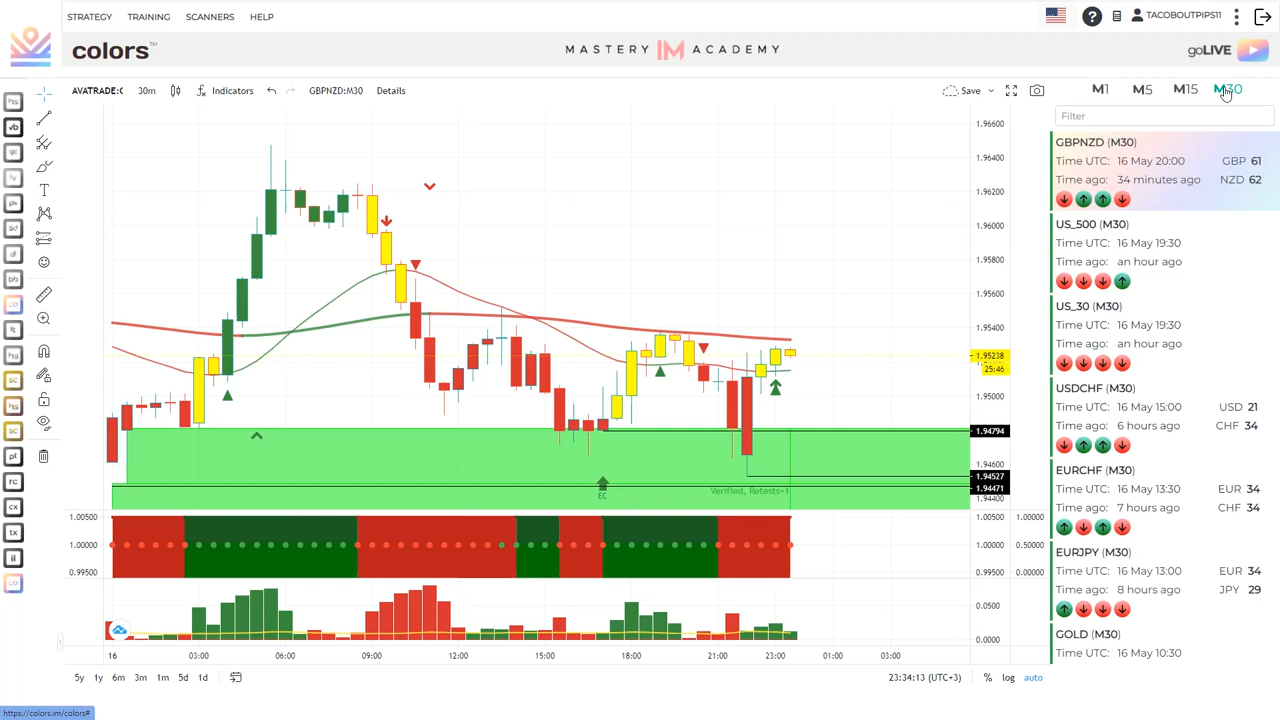 STRATEGY TRAINING SCANNERS HELP
TACOBOUTPIPS11
colors™
MASTERY IM ACADEMY
goLIVE
AVATRADE:C 30m Indicators GBPNZD:M30 Details
Save
M1 M5 M15 M30
Filter
GBPNZD (M30)
Time UTC: 16 May 20:00 GBP 61
Time ago: 34 minutes ago NZD 62
US_500 (M30)
Time UTC: 16 May 19:30
Time ago: an hour ago
US_30 (M30)
Time UTC: 16 May 19:30
Time ago: an hour ago
USDCHF (M30)
Time UTC: 16 May 15:00 USD 21
Time ago: 6 hours ago CHF 34
EURCHF (M30)
Time UTC: 16 May 13:30 EUR 34
Time ago: 7 hours ago CHF 34
EURJPY (M30)
Time UTC: 16 May 13:00 EUR 34
Time ago: 8 hours ago JPY 29
GOLD (M30)
Time UTC: 16 May 10:30
1.96600
1.96400
1.96200
1.96000
1.95800
1.95600
1.95400
1.95238
25:46
1.95000
1.94794
1.94600
1.94527
1.94471
1.94400
Verified, Retests=1
EC
1.00500 1.00500 1.00000
1.00000 1.00000 0.50000
0.99500 0.99500 0.00000
0.0500
0.0000
16 03:00 06:00 09:00 12:00 15:00 18:00 21:00 23:00 01:00 03:00
5y 1y 6m 3m 1m 5d 1d
23:34:13 (UTC+3) % log auto
https://colors.im/colors#